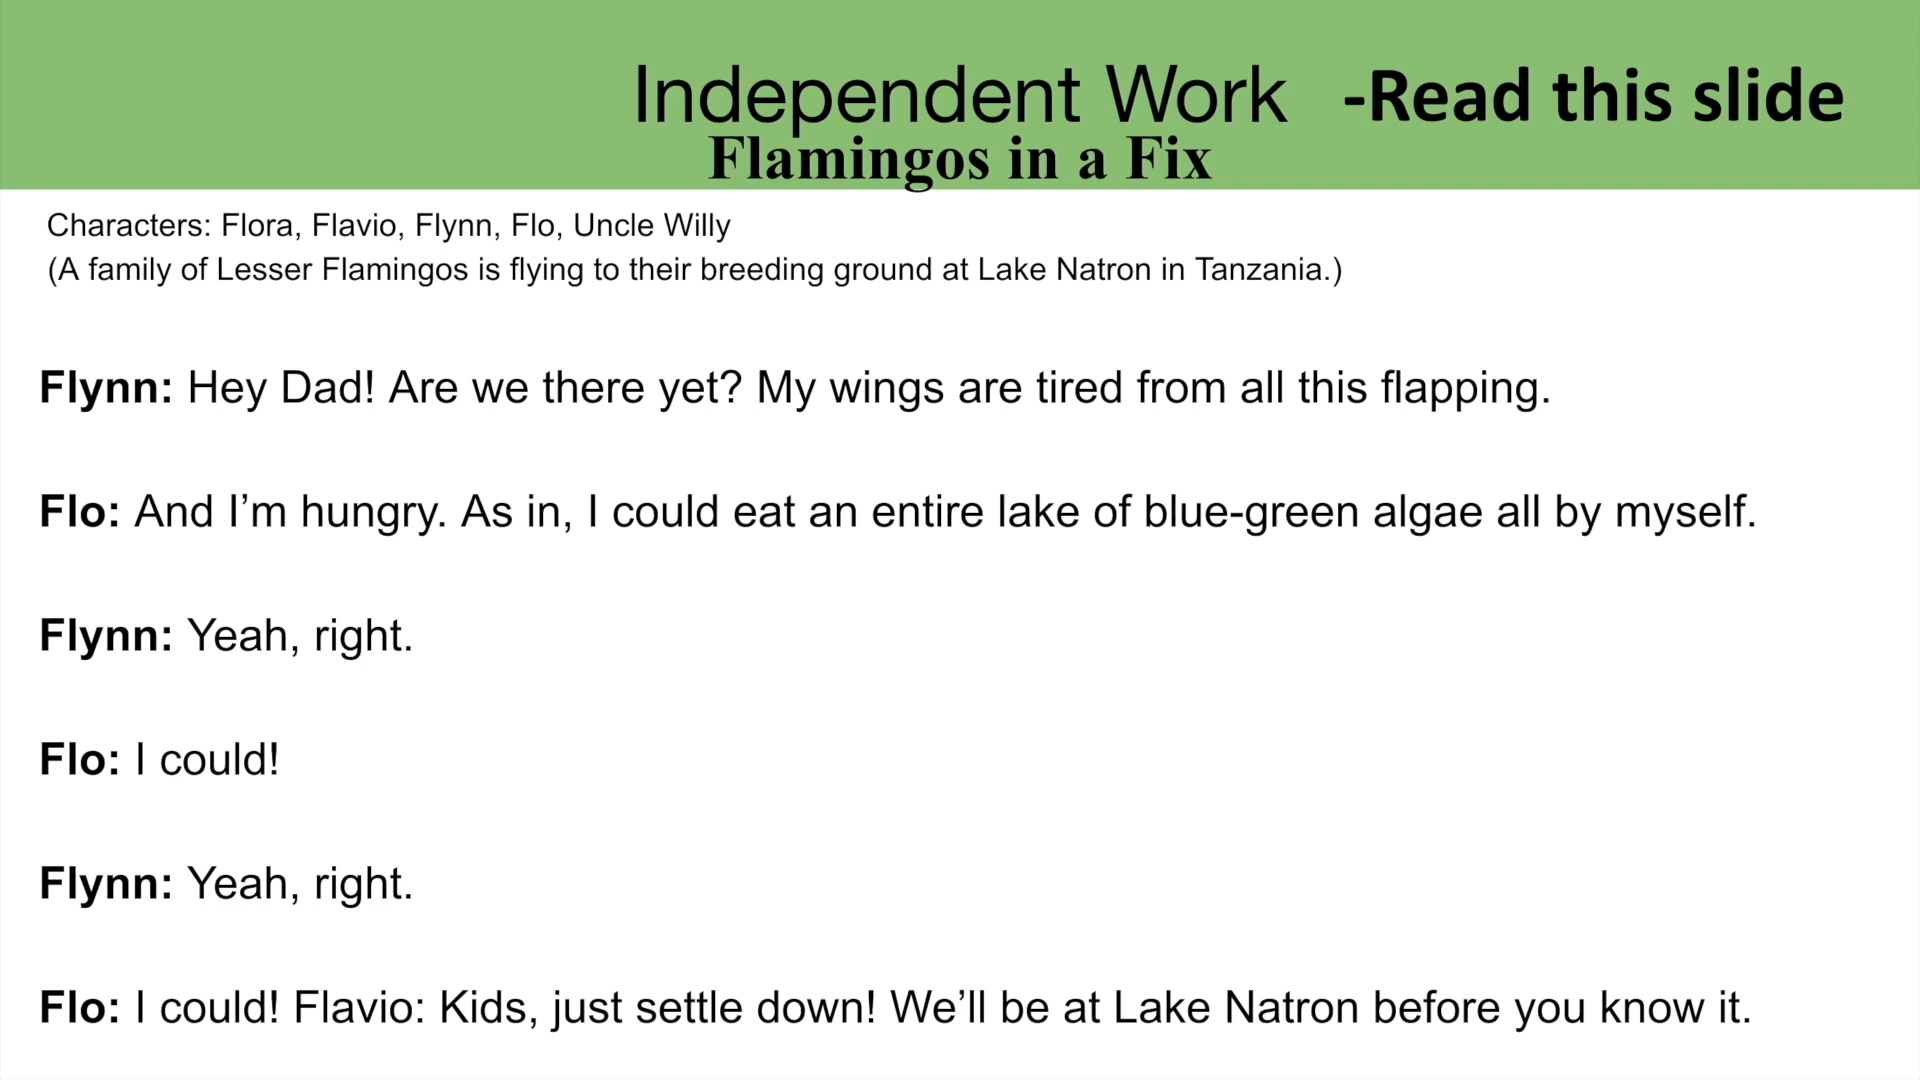 Independent Work -Read this slide
Flamingos in a Fix
Characters: Flora, Flavio, Flynn, Flo, Uncle Willy
(A family of Lesser Flamingos is flying to their breeding ground at Lake Natron in Tanzania.)
Flynn: Hey Dad! Are we there yet? My wings are tired from all this flapping.
Flo: And I’m hungry. As in, I could eat an entire lake of blue-green algae all by myself.
Flynn: Yeah, right.
Flo: I could!
Flynn: Yeah, right.
Flo: I could! Flavio: Kids, just settle down! We’ll be at Lake Natron before you know it.